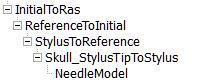 InitialToRas
ReferenceToInitial
StylusToReference
Skull_StylusTipToStylus
NeedleModel